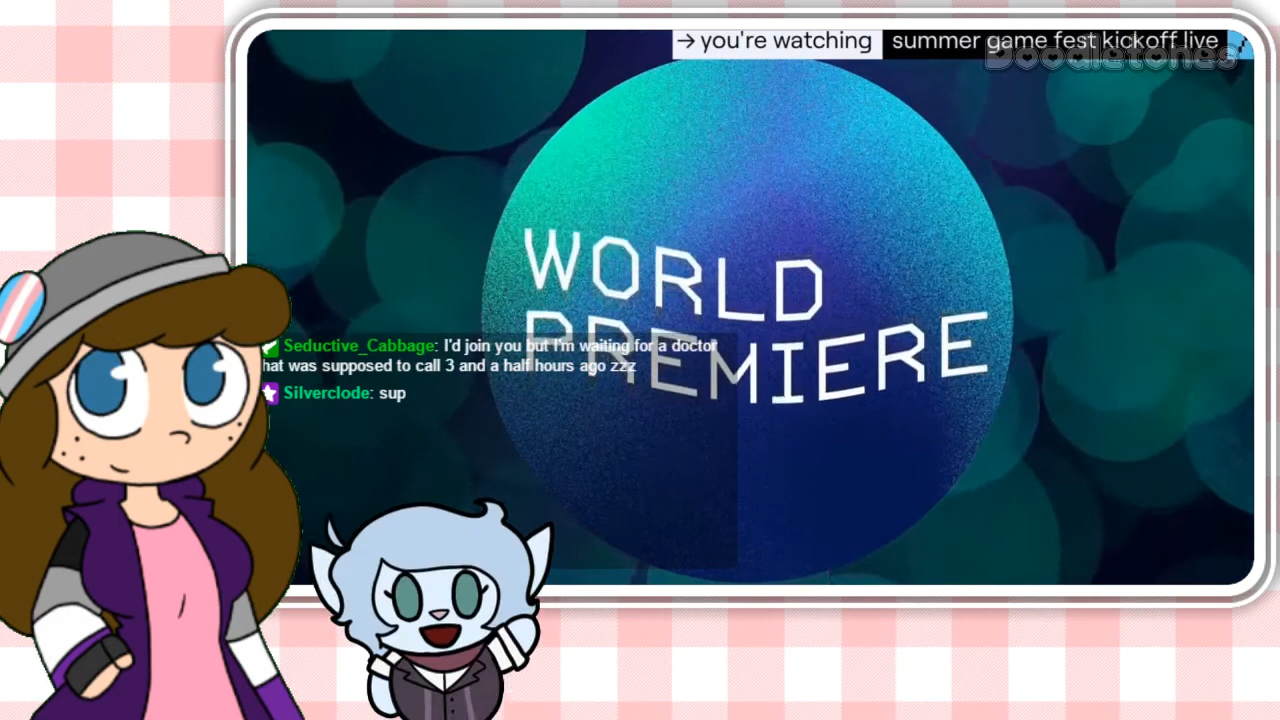 → you're watching summer game fest kickoff live
Doodletones
WORLD
PREMIERE
Seductive_Cabbage: I'd join you but I'm waiting for a doctor
hat was supposed to call 3 and a half hours ago zzz
Silverclode: sup